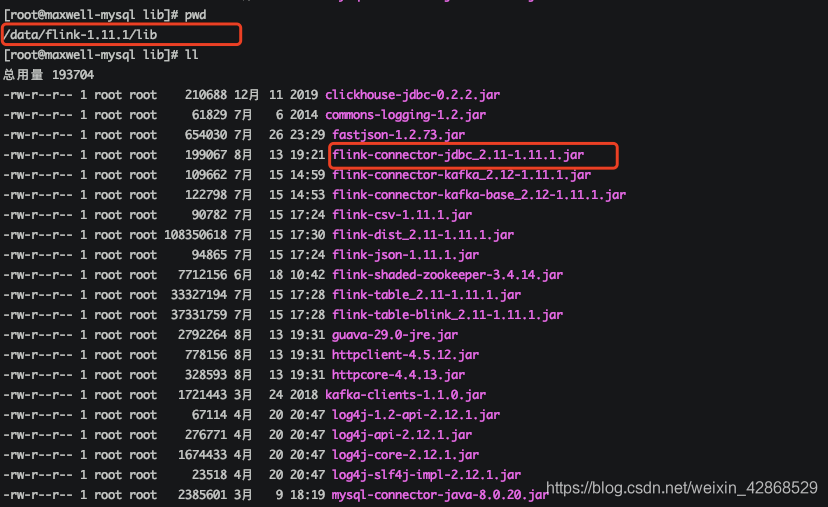 [root@maxwell-mysql lib]# pwd
/data/flink-1.11.1/lib
[root@maxwell-mysql lib]# ll
总用量 193704
-rw-r--r-- 1 root root    210688 12月 11 2019 clickhouse-jdbc-0.2.2.jar
-rw-r--r-- 1 root root     61829 7月   6 2014 commons-logging-1.2.jar
-rw-r--r-- 1 root root    654030 7月  26 23:29 fastjson-1.2.73.jar
-rw-r--r-- 1 root root    199067 8月  13 19:21 flink-connector-jdbc_2.11-1.11.1.jar
-rw-r--r-- 1 root root    109662 7月  15 14:59 flink-connector-kafka_2.12-1.11.1.jar
-rw-r--r-- 1 root root    122798 7月  15 14:53 flink-connector-kafka-base_2.12-1.11.1.jar
-rw-r--r-- 1 root root     90782 7月  15 17:24 flink-csv-1.11.1.jar
-rw-r--r-- 1 root root 108350618 7月  15 17:30 flink-dist_2.11-1.11.1.jar
-rw-r--r-- 1 root root     94865 7月  15 17:24 flink-json-1.11.1.jar
-rw-r--r-- 1 root root   7712156 6月  18 10:42 flink-shaded-zookeeper-3.4.14.jar
-rw-r--r-- 1 root root  33327194 7月  15 17:28 flink-table_2.11-1.11.1.jar
-rw-r--r-- 1 root root  37331759 7月  15 17:28 flink-table-blink_2.11-1.11.1.jar
-rw-r--r-- 1 root root   2792264 8月  13 19:31 guava-29.0-jre.jar
-rw-r--r-- 1 root root    778156 8月  13 19:31 httpclient-4.5.12.jar
-rw-r--r-- 1 root root    328593 8月  13 19:31 httpcore-4.4.13.jar
-rw-r--r-- 1 root root   1721443 3月  24 2018 kafka-clients-1.1.0.jar
-rw-r--r-- 1 root root     67114 4月  20 20:47 log4j-1.2-api-2.12.1.jar
-rw-r--r-- 1 root root    276771 4月  20 20:47 log4j-api-2.12.1.jar
-rw-r--r-- 1 root root   1674433 4月  20 20:47 log4j-core-2.12.1.jar
-rw-r--r-- 1 root root     23518 4月  20 20:47 log4j-slf4j-impl-2.12.1.jar
-rw-r--r-- 1 root root   2385601 3月   9 18:19 mysql-connector-java-8.0.20.jar
https://blog.csdn.net/weixin_42868529